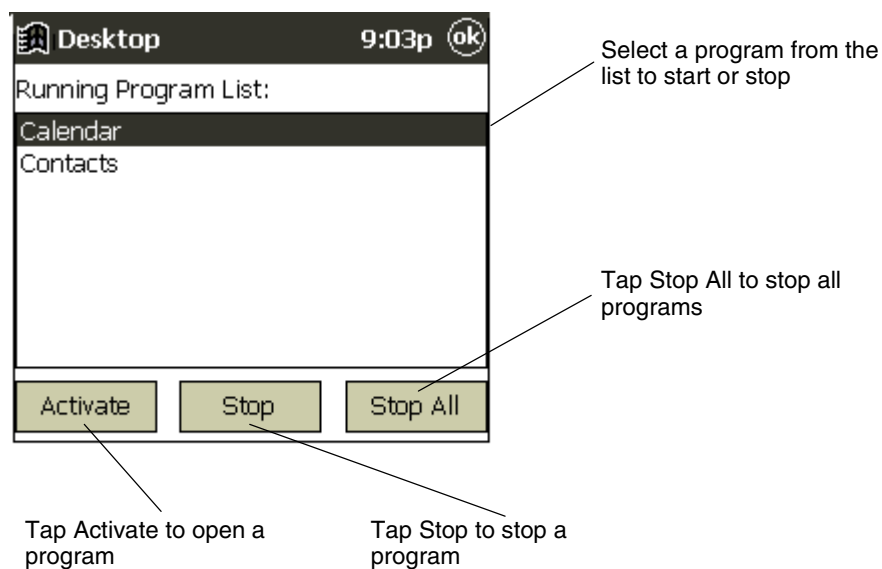 Desktop 9:03p ok
Running Program List:
Calendar
Contacts
Activate Stop Stop All
Select a program from the
list to start or stop
Tap Stop All to stop all
programs
Tap Activate to open a
program
Tap Stop to stop a
program